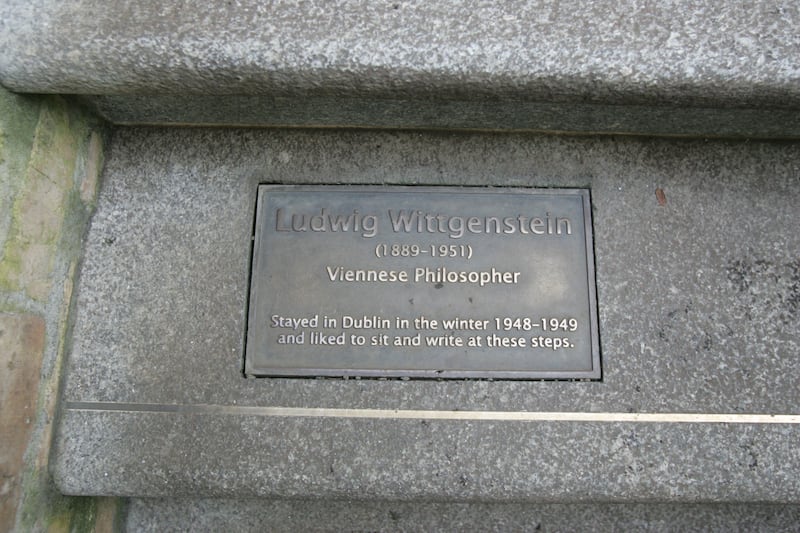 Ludwig Wittgenstein
(1889-1951)
Viennese Philosopher
Stayed in Dublin in the winter 1948-1949
and liked to sit and write at these steps.